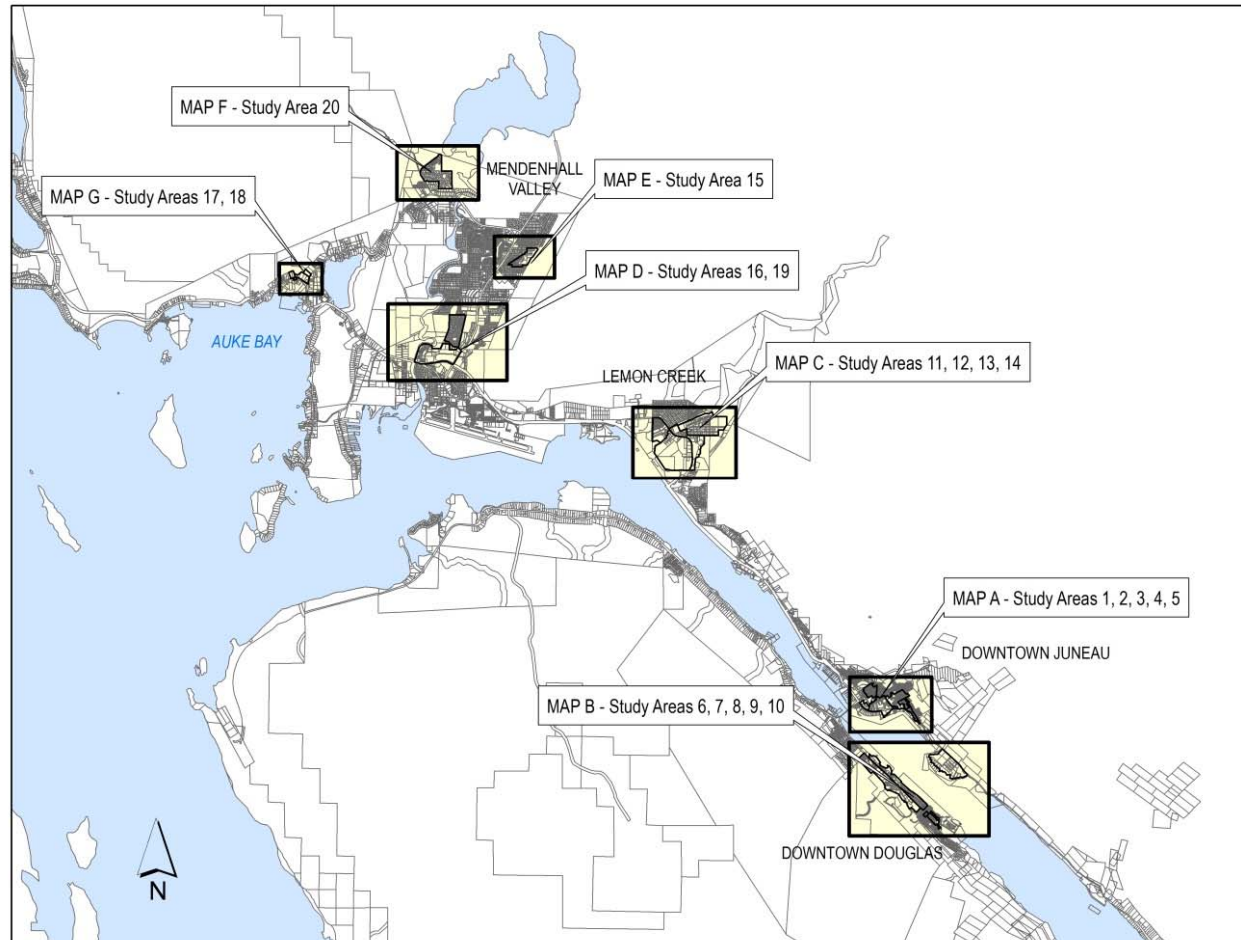 MAP F - Study Area 20
MENDENHALL
VALLEY
MAP E - Study Area 15
MAP G - Study Areas 17, 18
MAP D - Study Areas 16, 19
AUKE BAY
MAP C - Study Areas 11, 12, 13, 14
LEMON CREEK
MAP A - Study Areas 1, 2, 3, 4, 5
DOWNTOWN JUNEAU
MAP B - Study Areas 6, 7, 8, 9, 10
DOWNTOWN DOUGLAS
N